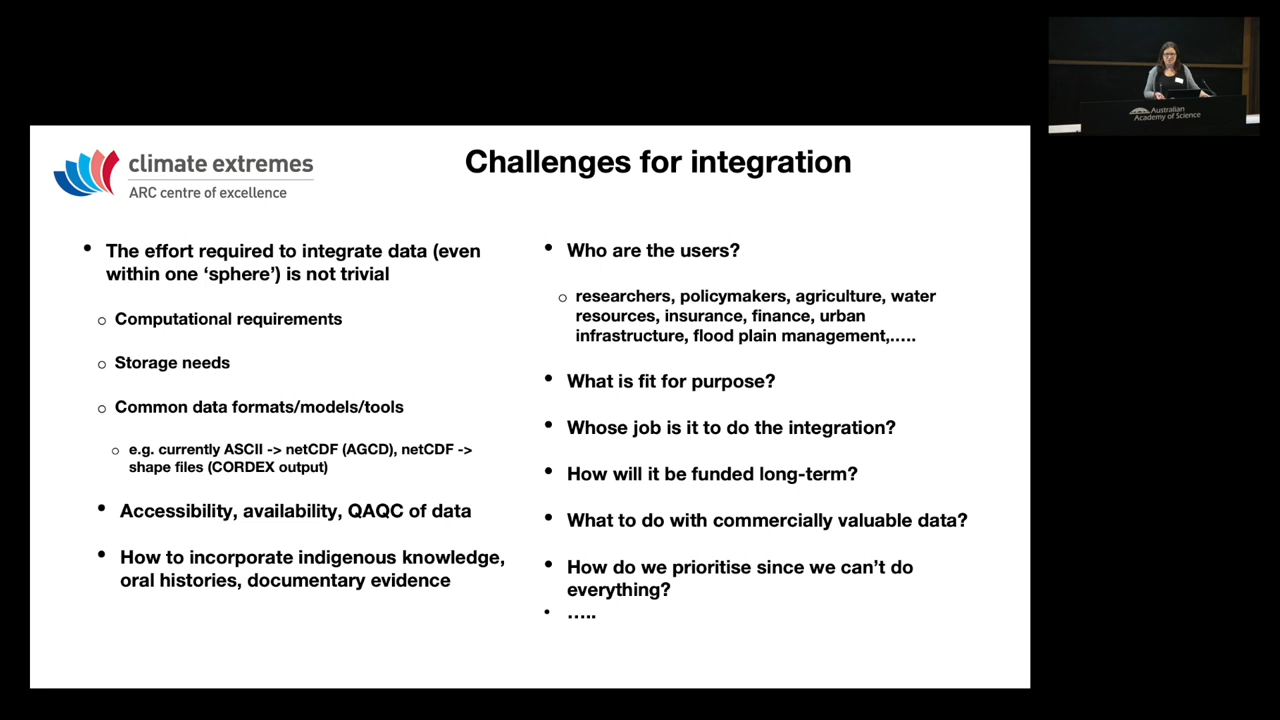 climate extremes
ARC centre of excellence
Challenges for integration
• The effort required to integrate data (even
within one ‘sphere’) is not trivial
○ Computational requirements
○ Storage needs
○ Common data formats/models/tools
○ e.g. currently ASCII -> netCDF (AGCD), netCDF ->
shape files (CORDEX output)
• Accessibility, availability, QAQC of data
• How to incorporate indigenous knowledge,
oral histories, documentary evidence
• Who are the users?
○ researchers, policymakers, agriculture, water
resources, insurance, finance, urban
infrastructure, flood plain management,.....
• What is fit for purpose?
• Whose job is it to do the integration?
• How will it be funded long-term?
• What to do with commercially valuable data?
• How do we prioritise since we can’t do
everything?
• .....
Australian
Academy of Science